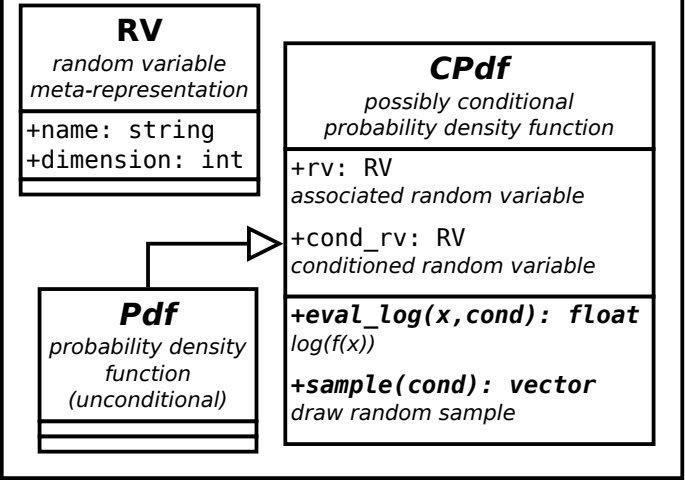 RV
random variable
meta-representation
+name: string
+dimension: int
CPdf
possibly conditional
probability density function
+rv: RV
associated random variable
+cond_rv: RV
conditioned random variable
+eval_log(x,cond): float
log(f(x))
+sample(cond): vector
draw random sample
Pdf
probability density
function
(unconditional)